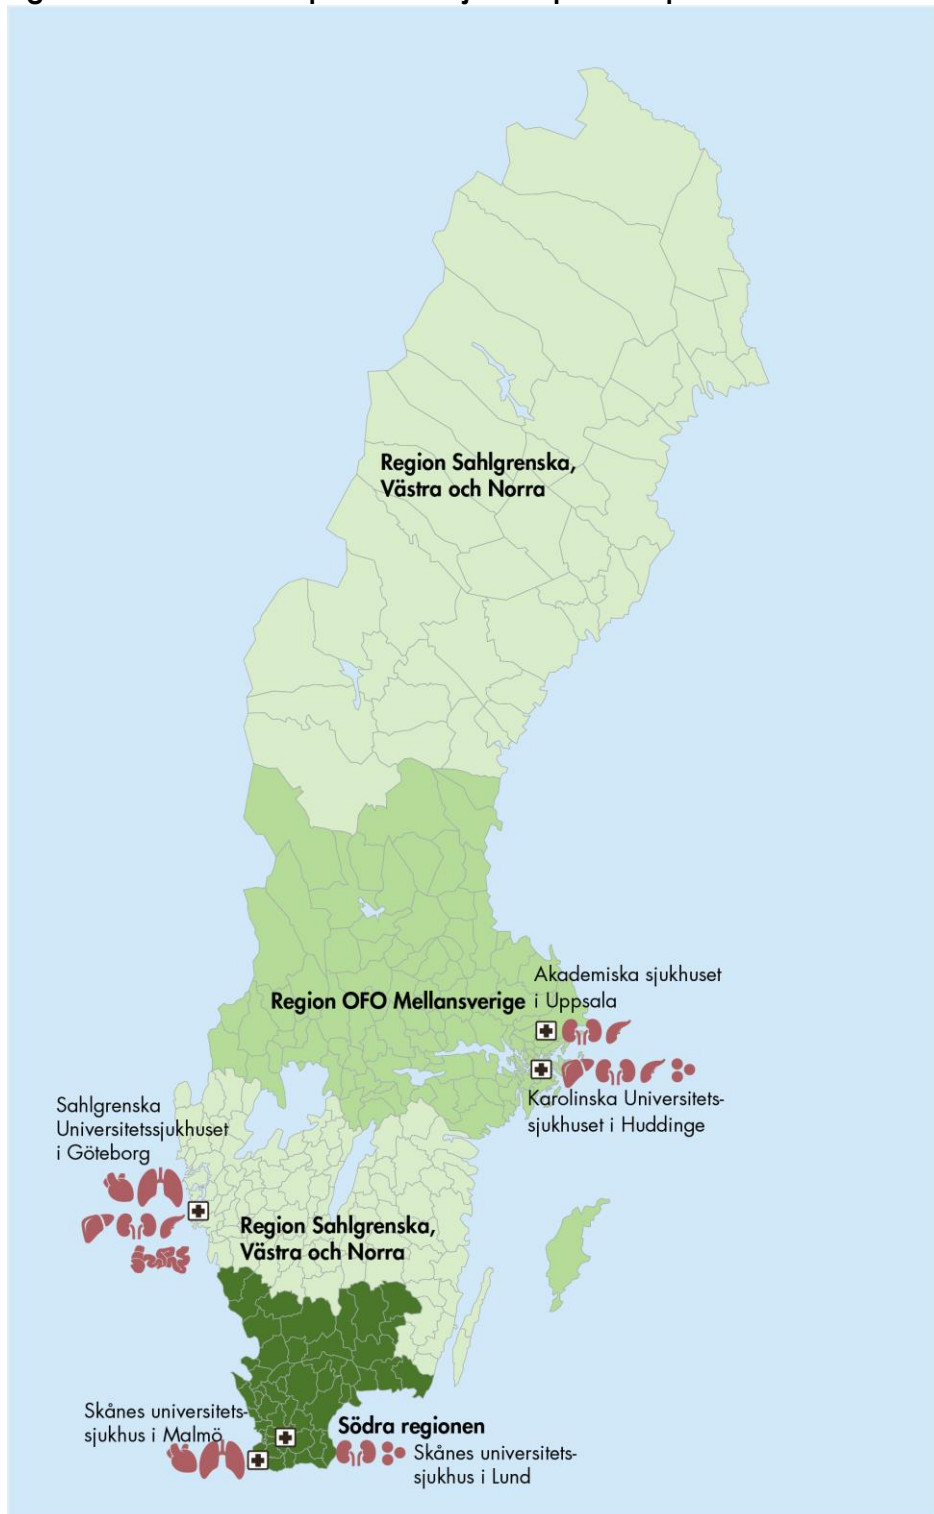 Region Sahlgrenska,
Västra och Norra
Akademiska sjukhuset
i Uppsala
Region OFO Mellansverige
Karolinska Universitets-
sjukhuset i Huddinge
Sahlgrenska
Universitetssjukhuset
i Göteborg
Region Sahlgrenska,
Västra och Norra
Skånes universitets-
sjukhus i Malmö
Södra regionen
Skånes universitets-
sjukhus i Lund